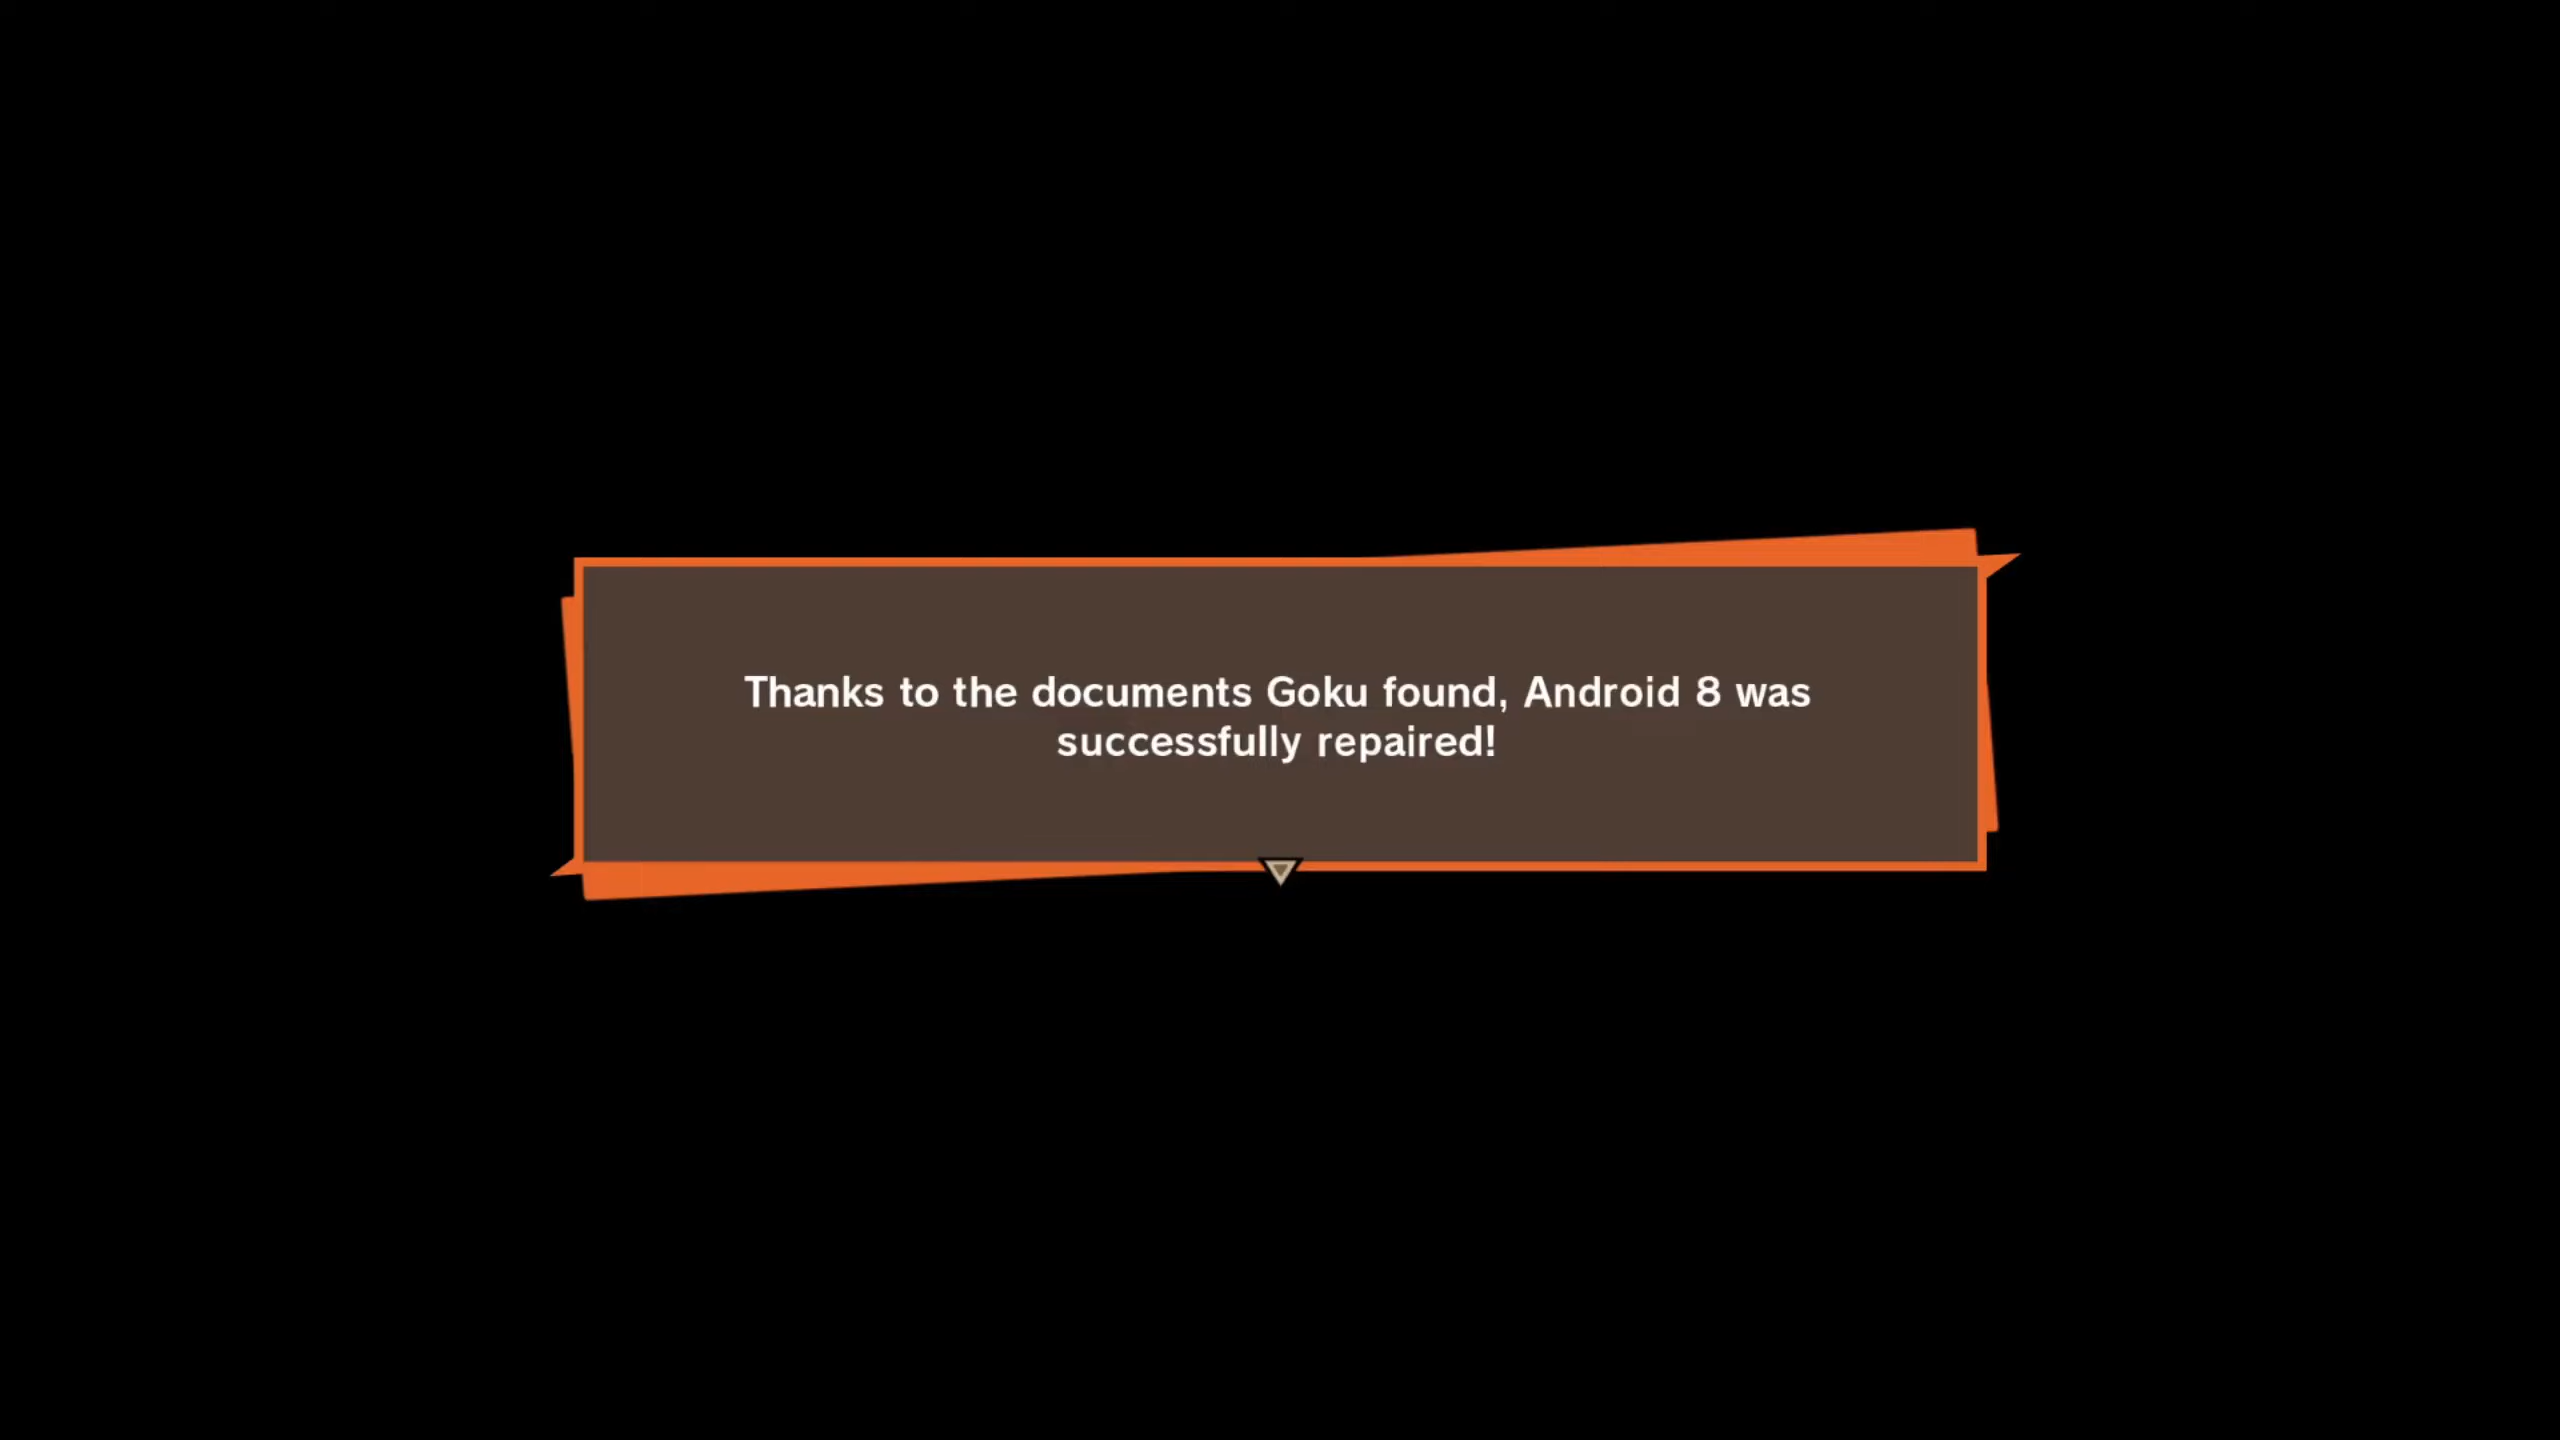 Thanks to the documents Goku found, Android 8 was
successfully repaired!